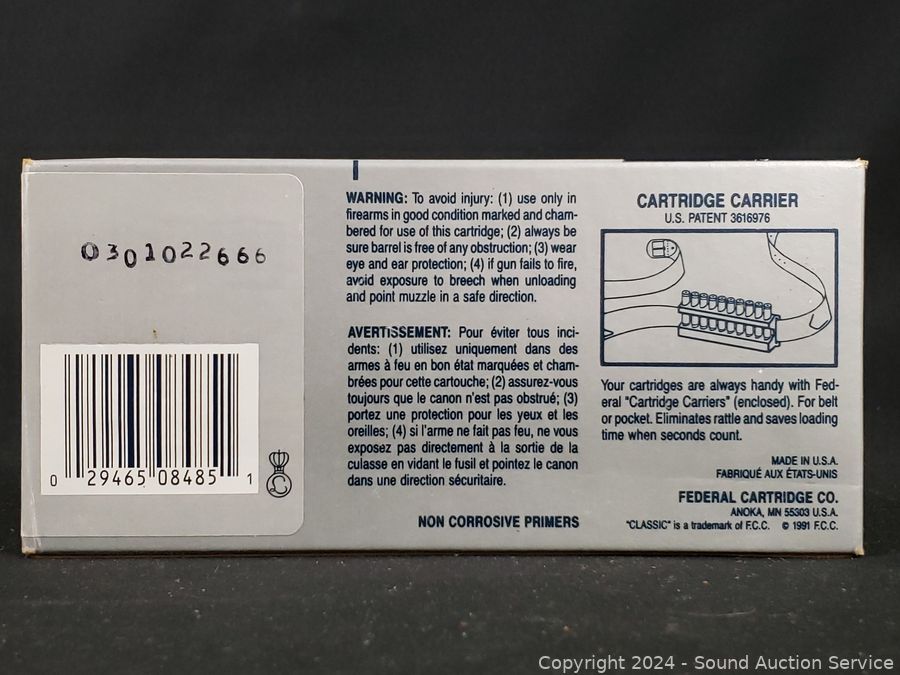 0301022666
0 29465 08485 1
C
WARNING: To avoid injury: (1) use only in
firearms in good condition marked and cham-
bered for use of this cartridge; (2) always be
sure barrel is free of any obstruction; (3) wear
eye and ear protection; (4) if gun fails to fire,
avoid exposure to breech when unloading
and point muzzle in a safe direction.
AVERTISSEMENT: Pour éviter tous inci-
dents: (1) utilisez uniquement dans des
armes à feu en bon état marquées et cham-
brées pour cette cartouche; (2) assurez-vous
toujours que le canon n'est pas obstrué; (3)
portez une protection pour les yeux et les
oreilles; (4) si l'arme ne fait pas feu, ne vous
exposez pas directement à la sortie de la
culasse en vidant le fusil et pointez le canon
dans une direction sécuritaire.
NON CORROSIVE PRIMERS
CARTRIDGE CARRIER
U.S. PATENT 3616976
Your cartridges are always handy with Fed-
eral "Cartridge Carriers" (enclosed). For belt
or pocket. Eliminates rattle and saves loading
time when seconds count.
MADE IN U.S.A.
FABRIQUÉ AUX ÉTATS-UNIS
FEDERAL CARTRIDGE CO.
ANOKA, MN 55303 U.S.A.
"CLASSIC" is a trademark of F.C.C. © 1991 F.C.C.
Copyright 2024 - Sound Auction Service